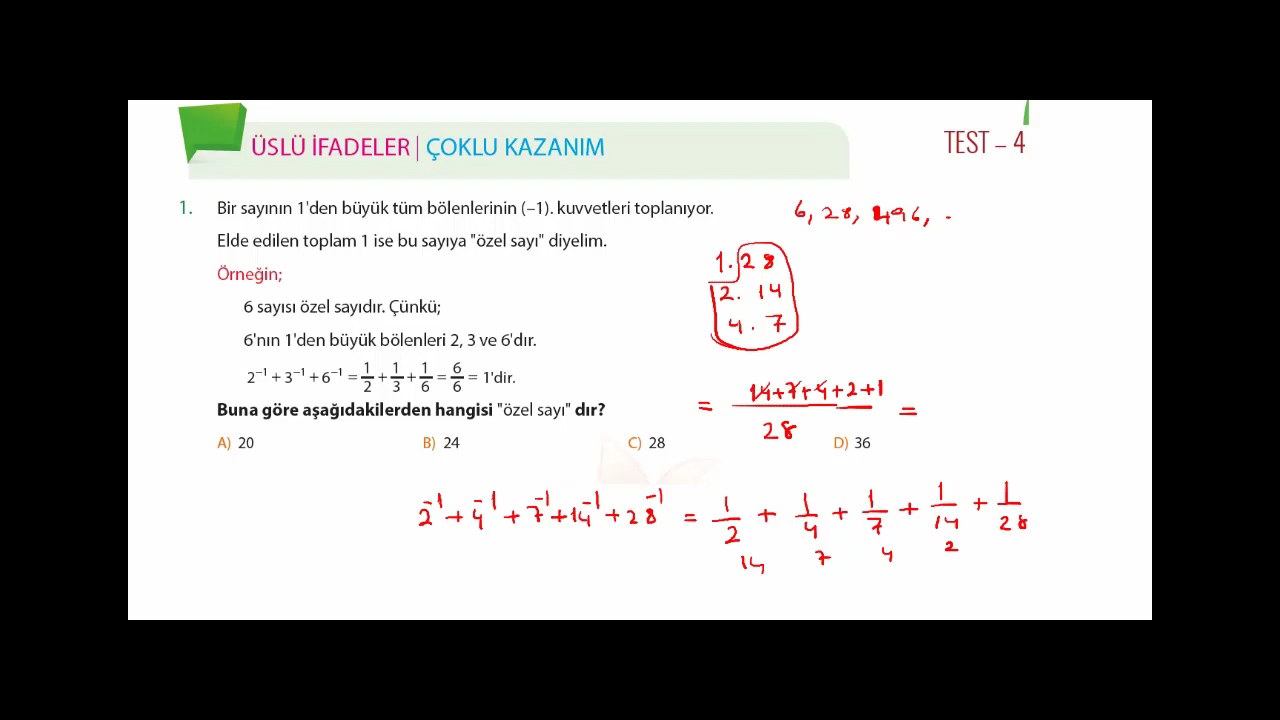 ÜSLÜ İFADELER | ÇOKLU KAZANIM
TEST – 4
1. Bir sayının 1'den büyük tüm bölenlerinin (–1). kuvvetleri toplanıyor.
Elde edilen toplam 1 ise bu sayıya "özel sayı" diyelim.
Örneğin;
6 sayısı özel sayıdır. Çünkü;
6'nın 1'den büyük bölenleri 2, 3 ve 6'dır.
2⁻¹ + 3⁻¹ + 6⁻¹ = 1/2 + 1/3 + 1/6 = 6/6 = 1'dir.
Buna göre aşağıdakilerden hangisi "özel sayı" dır?
A) 20 B) 24 C) 28 D) 36
6, 28, 496, .
1. 28
2. 14
4. 7
= (14+7+4+2+1)/28 =
2⁻¹ + 4⁻¹ + 7⁻¹ + 14⁻¹ + 28⁻¹ = 1/2 + 1/4 + 1/7 + 1/14 + 1/28
14 7 4 2